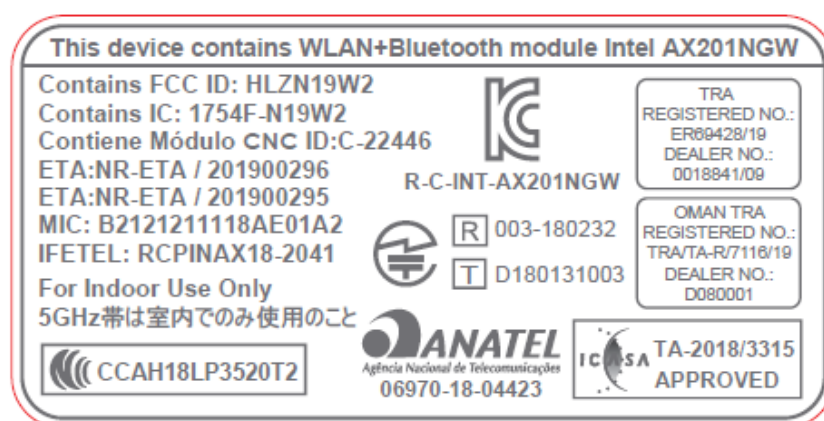 This device contains WLAN+Bluetooth module Intel AX201NGW
Contains FCC ID: HLZN19W2
Contains IC: 1754F-N19W2
Contiene Módulo CNC ID:C-22446
ETA:NR-ETA / 201900296
ETA:NR-ETA / 201900295
MIC: B2121211118AE01A2
IFETEL: RCPINAX18-2041
For Indoor Use Only
5GHz帯は室内でのみ使用のこと
CCAH18LP3520T2
R-C-INT-AX201NGW
R 003-180232
T D180131003
ANATEL
Agência Nacional de Telecomunicações
06970-18-04423
TRA
REGISTERED NO.:
ER69428/19
DEALER NO.:
0018841/09
OMAN TRA
REGISTERED NO.:
TRA/TA-R/7116/19
DEALER NO.:
D080001
ICASA
TA-2018/3315
APPROVED